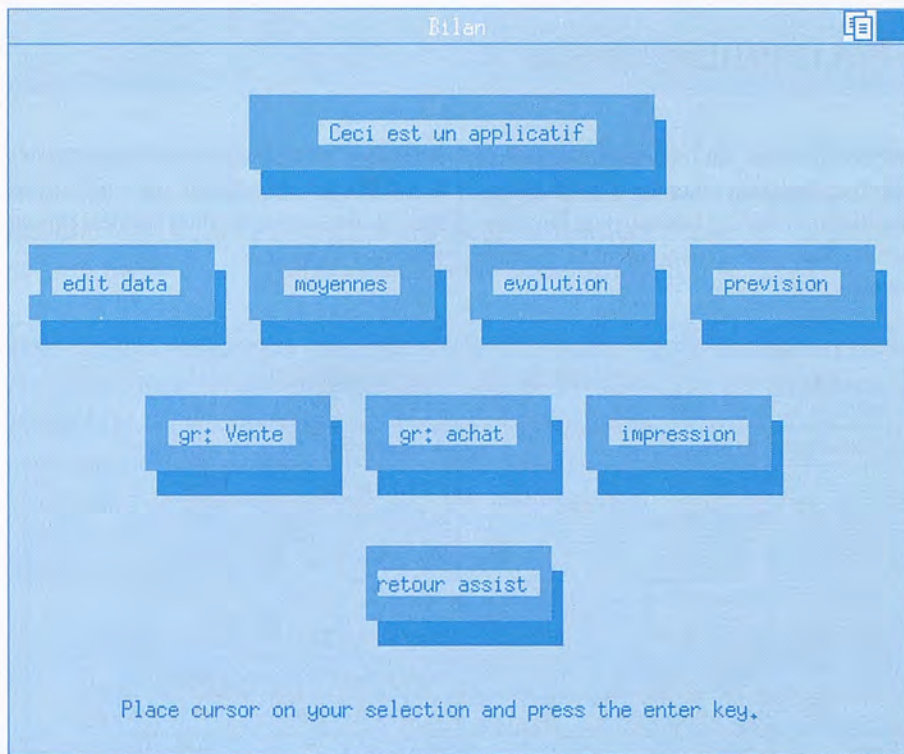 Bilan
Ceci est un applicatif
edit data moyennes evolution prevision
gr: Vente gr: achat impression
retour assist
Place cursor on your selection and press the enter key.